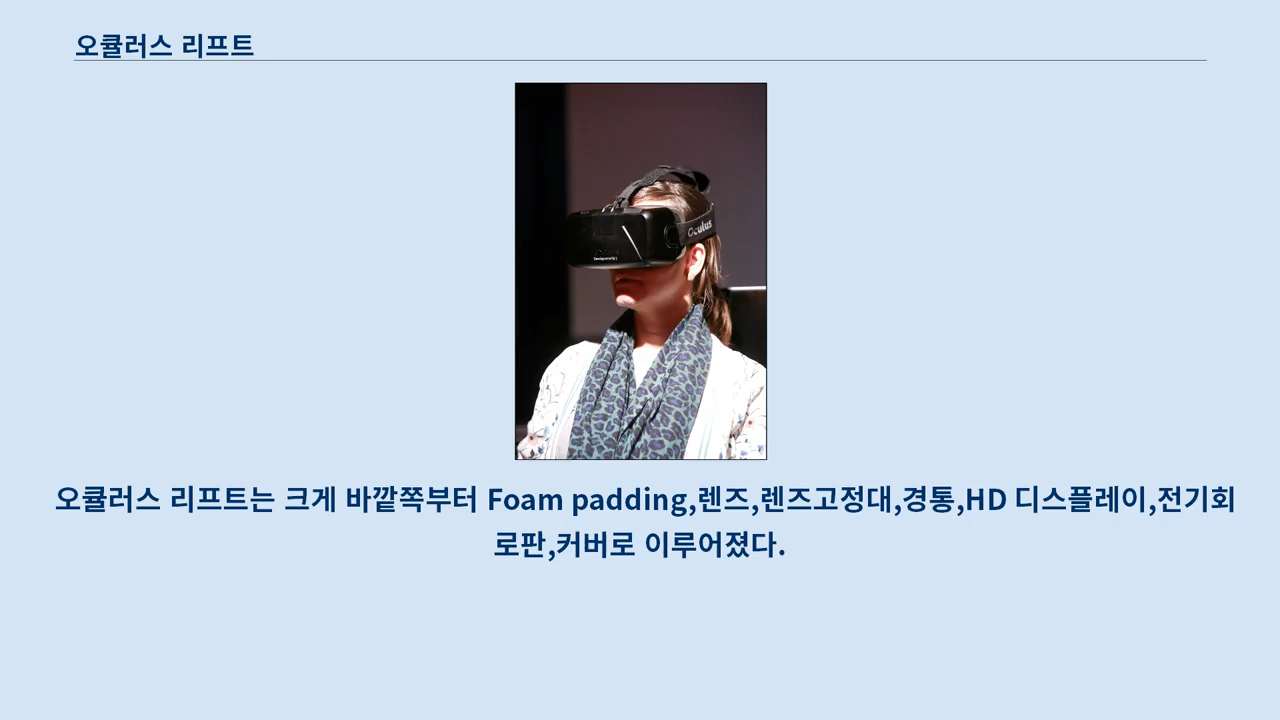 오큘러스 리프트
Oculus
오큘러스 리프트는 크게 바깥쪽부터 Foam padding,렌즈,렌즈고정대,경통,HD 디스플레이,전기회
로판,커버로 이루어졌다.